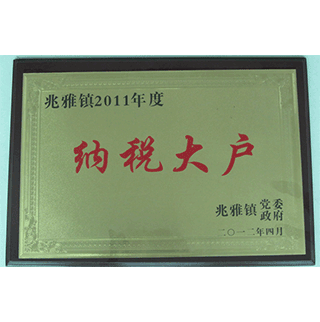 兆雅镇2011年度
纳税大户
兆雅镇 党委
政府
二〇一二年四月